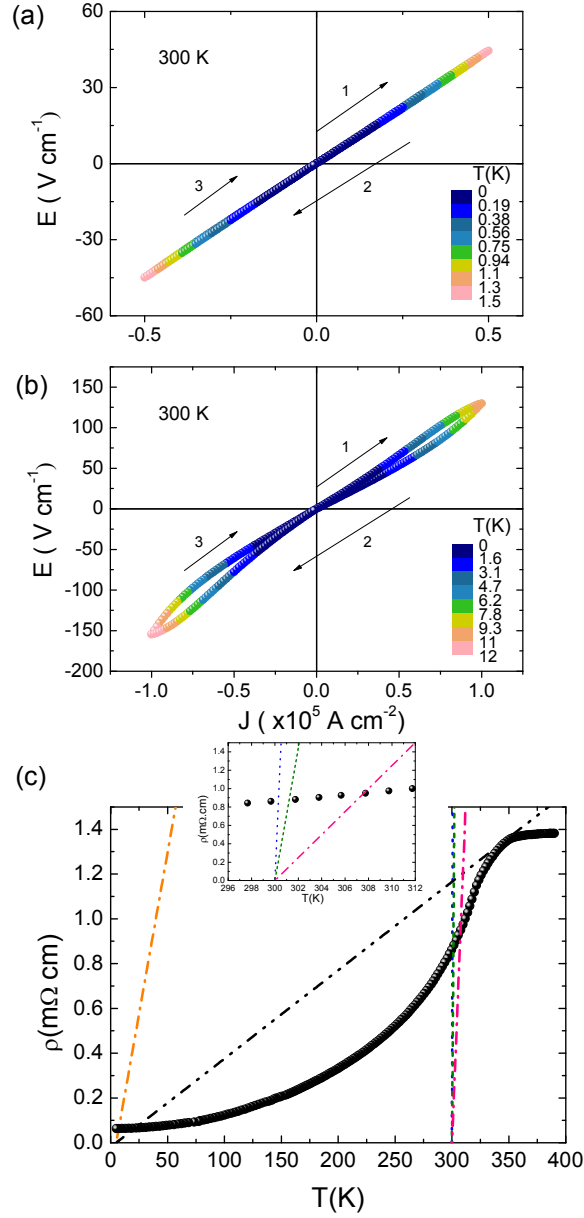 (a)
60
30
0
-30
-60
E ( V cm⁻¹)
300 K
1
2
3
T(K)
0
0.19
0.38
0.56
0.75
0.94
1.1
1.3
1.5
-0.5 0.0 0.5
(b)
150
100
50
0
-50
-100
-150
-200
E ( V cm⁻¹)
300 K
1
2
3
T(K)
0
1.6
3.1
4.7
6.2
7.8
9.3
11
12
-1.0 -0.5 0.0 0.5 1.0
J ( x10⁵ A cm⁻²)
(c)
1.4
1.2
1.0
0.8
0.6
0.4
0.2
0.0
ρ(mΩ.cm)
296 298 300 302 304 306 308 310 312
T(K)
1.4
1.2
1.0
0.8
0.6
0.4
0.2
0.0
ρ(mΩ cm)
0 50 100 150 200 250 300 350 400
T(K)